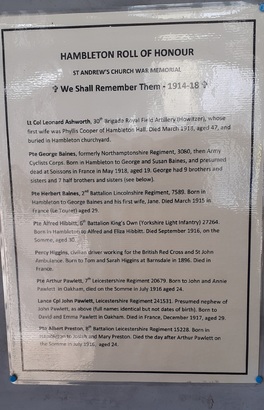 HAMBLETON ROLL OF HONOUR
ST ANDREW'S CHURCH WAR MEMORIAL
✞ We Shall Remember Them - 1914-18 ✞
Lt Col Leonard Ashworth, 30th Brigade Royal Field Artillery (Howitzer), whose
first wife was Phyllis Cooper of Hambleton Hall. Died March 1918, aged 47, and
buried in Hambleton churchyard.
Pte George Baines, formerly Northamptonshire Regiment, 3080, then Army
Cyclists Corps. Born in Hambleton to George and Susan Baines, and presumed
dead at Soissons in France in May 1918, aged 19. George had 9 brothers and
sisters and 7 half brothers and sisters (see below).
Pte Herbert Baines, 2nd Battalion Lincolnshire Regiment, 7589. Born in
Hambleton to George Baines and his first wife, Jane. Died March 1915 in
France (Le Touret) aged 29.
Pte Alfred Hibbitt, 6th Battalion King's Own (Yorkshire Light Infantry) 27264.
Born in Hambleton to Alfred and Eliza Hibbitt. Died September 1916, on the
Somme, aged 30.
Percy Higgins, civilian driver working for the British Red Cross and St John
Ambulance. Born to Tom and Sarah Higgins at Barnsdale in 1896. Died in
France.
Pte Arthur Pawlett, 7th Leicestershire Regiment 20679. Born to John and Annie
Pawlett in Oakham, died on the Somme in July 1916 aged 24.
Lance Cpl John Pawlett, Leicestershire Regiment 241531. Presumed nephew of
John Pawlett, as above (full names identical but not dates of birth). Born to
David and Emma Pawlett in Oakham. Died in France, December 1917, aged 29.
Pte Albert Preston, 8th Battalion Leicestershire Regiment 15228. Born in
to and Mary Preston. Died the day after Arthur Pawlett on
the Somme in July 1916, aged 24.